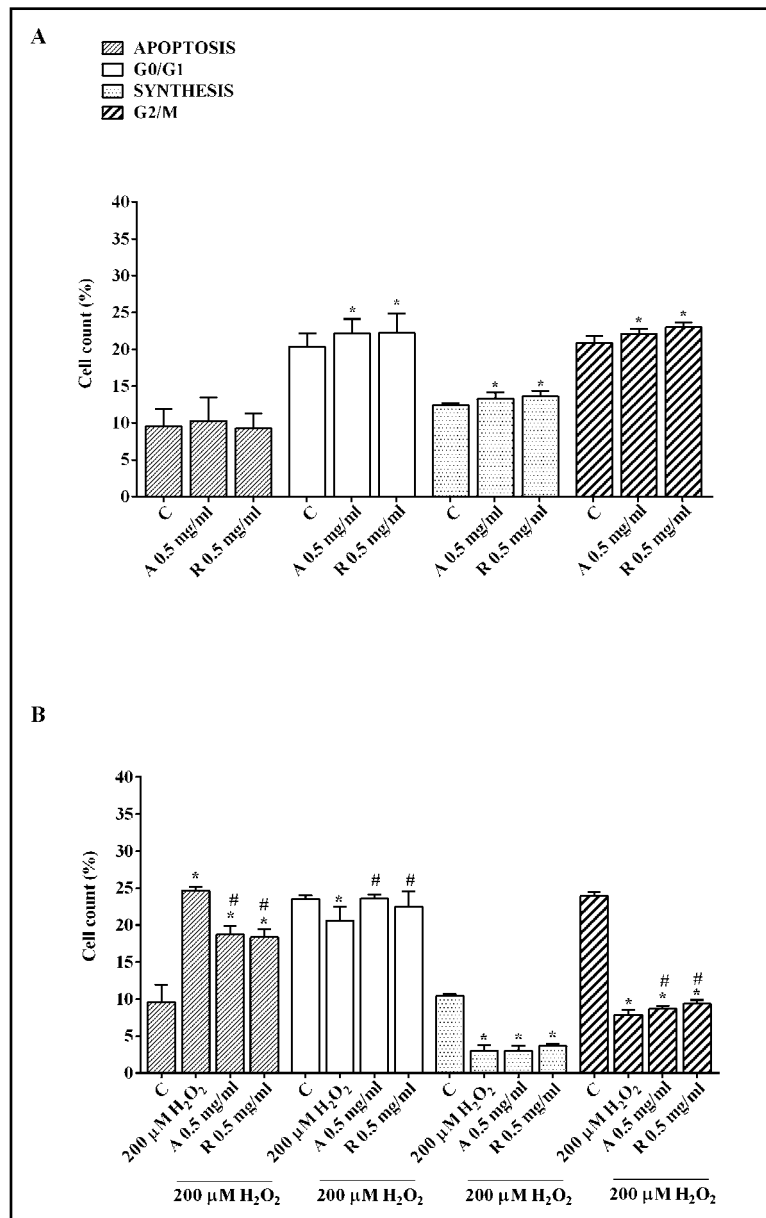 A
APOPTOSIS
G0/G1
SYNTHESIS
G2/M
Cell count (%)
40
35
30
25
20
15
10
5
0
* * * * * *
C
A 0.5 mg/ml
R 0.5 mg/ml
C
A 0.5 mg/ml
R 0.5 mg/ml
C
A 0.5 mg/ml
R 0.5 mg/ml
C
A 0.5 mg/ml
R 0.5 mg/ml
B
Cell count (%)
40
35
30
25
20
15
10
5
0
* # * # * * # # * * * * # * # *
C
200 µM H₂O₂
A 0.5 mg/ml
R 0.5 mg/ml
C
200 µM H₂O₂
A 0.5 mg/ml
R 0.5 mg/ml
C
200 µM H₂O₂
A 0.5 mg/ml
R 0.5 mg/ml
C
200 µM H₂O₂
A 0.5 mg/ml
R 0.5 mg/ml
200 µM H₂O₂
200 µM H₂O₂
200 µM H₂O₂
200 µM H₂O₂